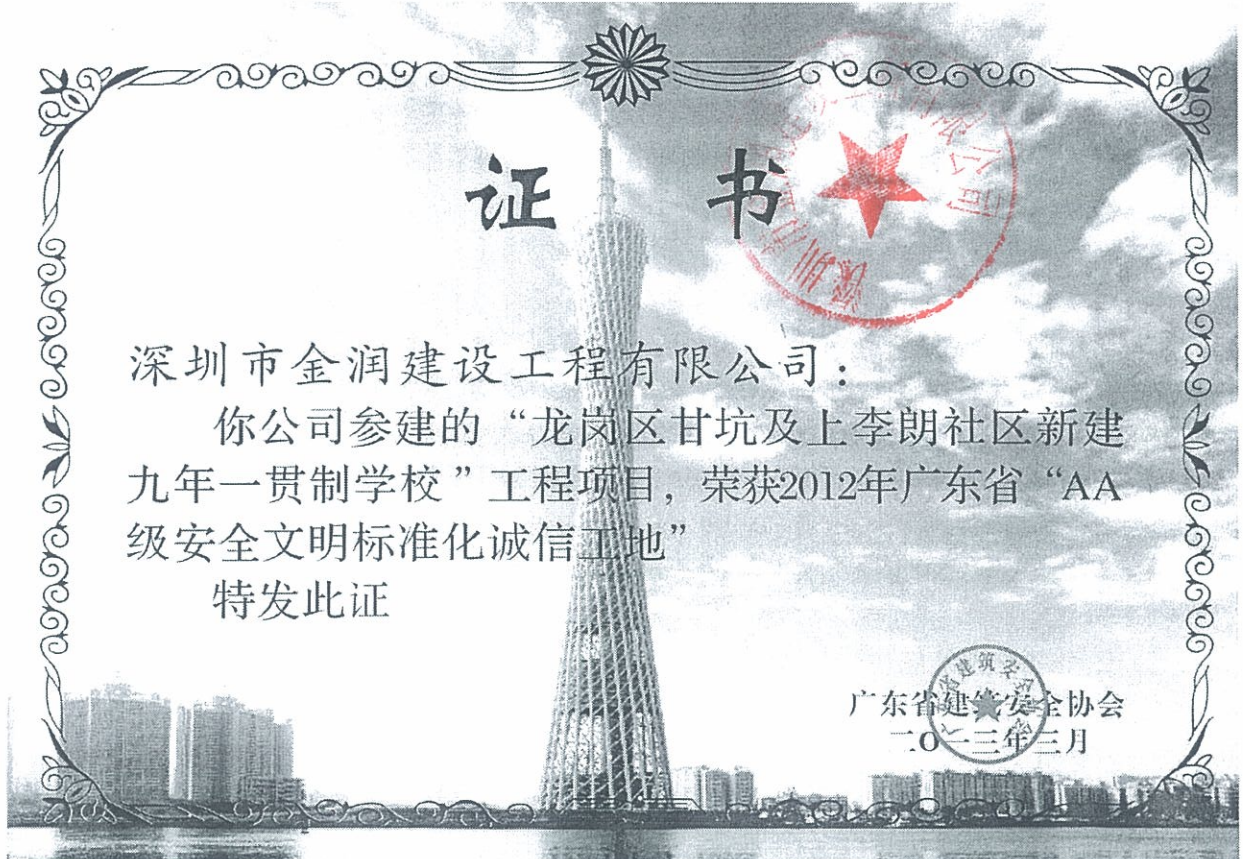 证 书
深圳市金润建设工程有限公司：
你公司参建的“龙岗区甘坑及上李朗社区新建
九年一贯制学校”工程项目，荣获2012年广东省“AA
级安全文明标准化诚信工地”
特发此证
广东省建筑安全协会
二〇一三年三月